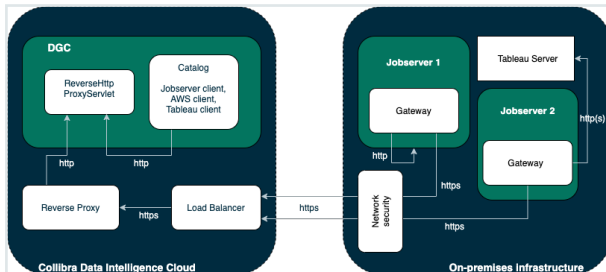 DGC
ReverseHttp
ProxyServlet
Catalog
Jobserver client,
AWS client,
Tableau client
http
http
Reverse Proxy
https
Load Balancer
Collibra Data Intelligence Cloud
https
https
Jobserver 1
Gateway
http
https
Network
security
Tableau Server
Jobserver 2
http(s)
Gateway
https
On-premises Infrastructure